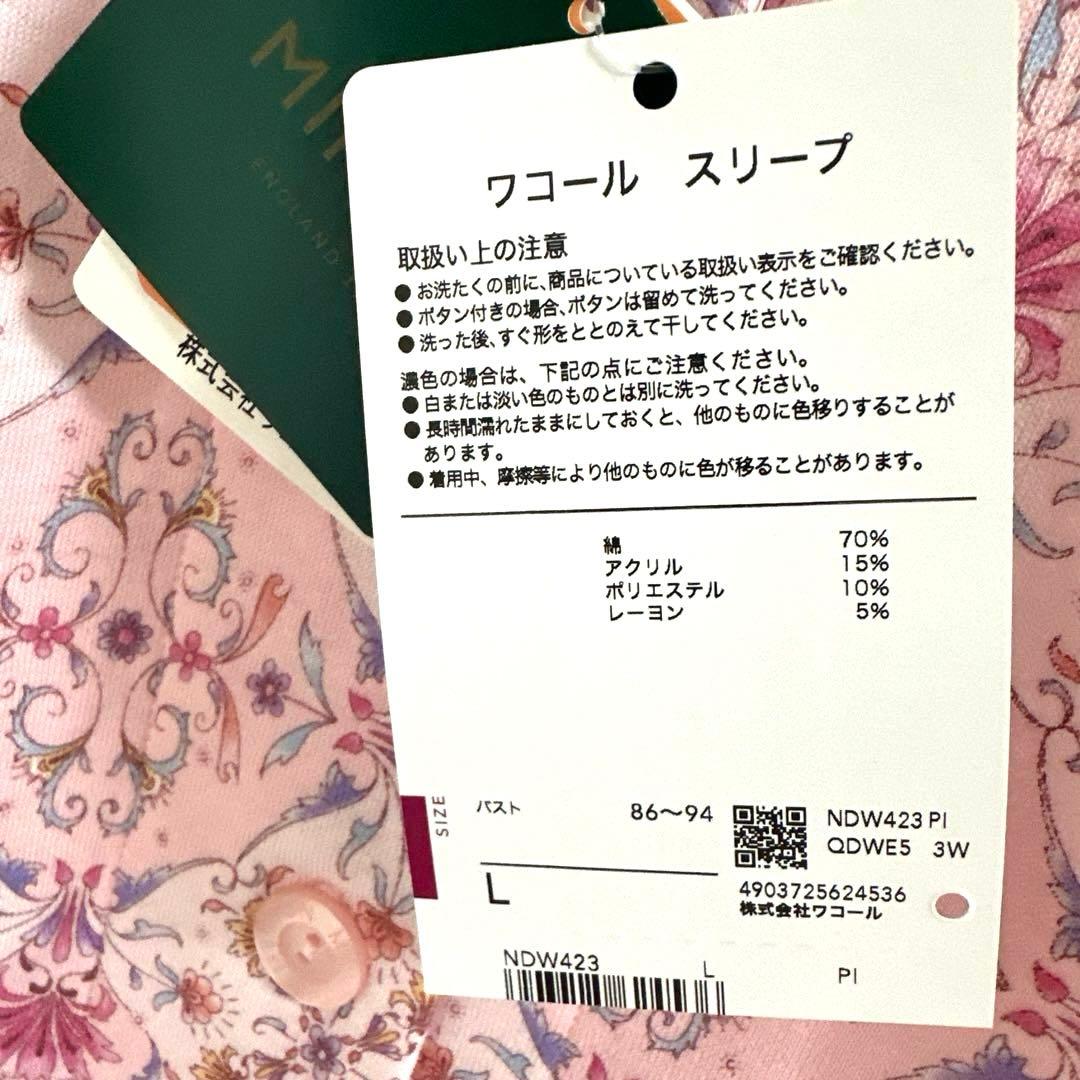 ENGLAND
株式会社
ワコール スリープ
取扱い上の注意
●お洗たくの前に、商品についている取扱い表示をご確認ください。
●ボタン付きの場合、ボタンは留めて洗ってください。
●洗った後、すぐ形をととのえて干してください。
濃色の場合は、下記の点にご注意ください。
●白または淡い色のものとは別に洗ってください。
●長時間濡れたままにしておくと、他のものに色移りすることが
あります。
●着用中、摩擦等により他のものに色が移ることがあります。
綿 70%
アクリル 15%
ポリエステル 10%
レーヨン 5%
SIZE
バスト 86〜94
L
NDW423 PI
QDWE5 3W
4903725624536
株式会社ワコール
NDW423 L PI